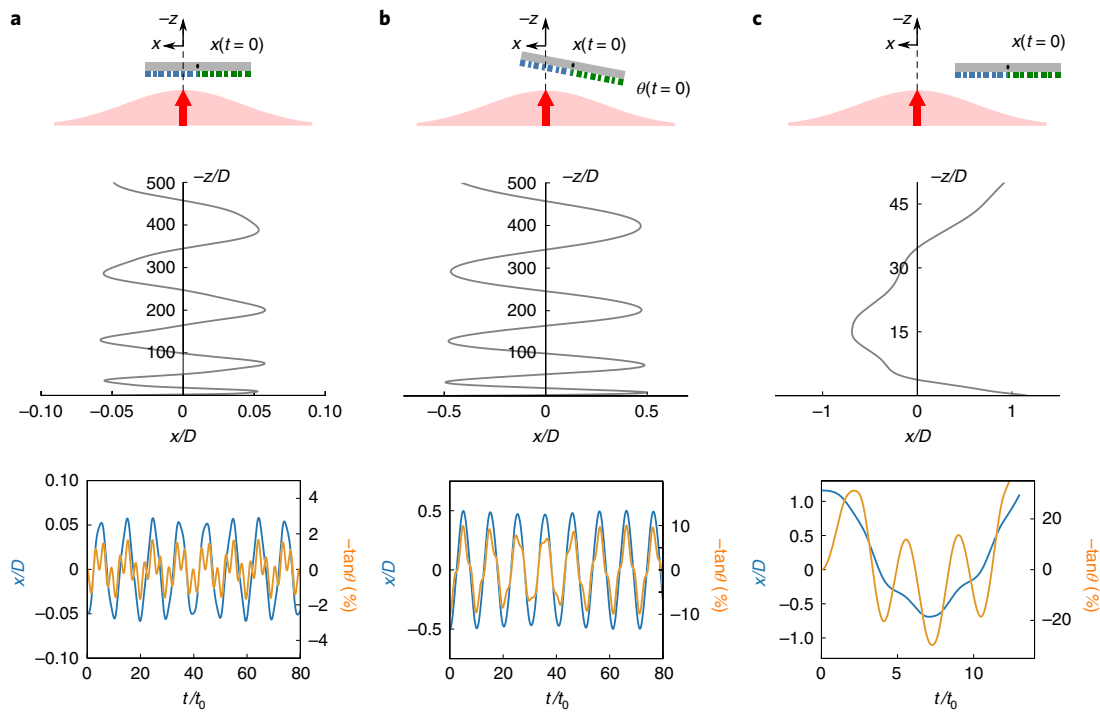 a
−z
x
x(t = 0)
−z/D
500
400
300
200
100
−0.10
−0.05
0
0.05
0.10
x/D
0.10
0.05
0
−0.05
−0.10
x/D
4
2
0
−2
−4
−tanθ (%)
0
20
40
60
80
t/t0
b
−z
x
x(t = 0)
θ(t = 0)
−z/D
500
400
300
200
100
−0.5
0
0.5
x/D
0.5
0
−0.5
x/D
10
0
−10
−tanθ (%)
0
20
40
60
80
t/t0
c
−z
x
x(t = 0)
−z/D
45
30
15
−1
0
1
x/D
1.0
0.5
0
−0.5
−1.0
x/D
20
0
−20
−tanθ (%)
0
5
10
t/t0